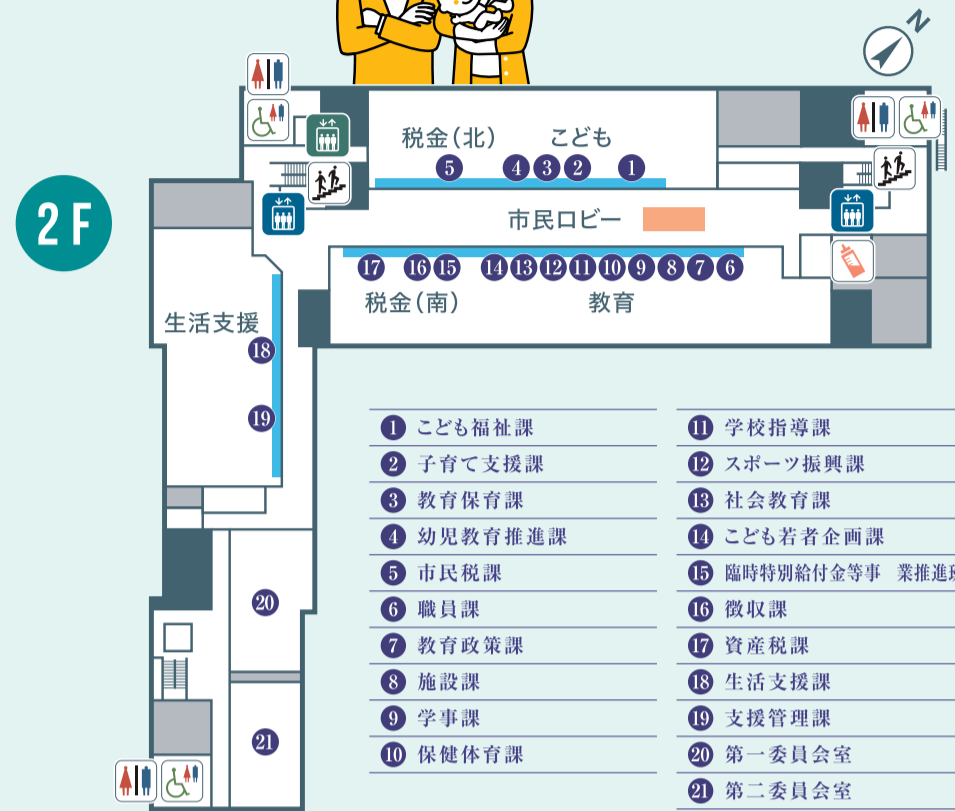 N
2F
税金(北) こども
5 4 3 2 1
市民ロビー
17 16 15 14 13 12 11 10 9 8 7 6
税金(南) 教育
生活支援
18
19
20
21
1 こども福祉課
2 子育て支援課
3 教育保育課
4 幼児教育推進課
5 市民税課
6 職員課
7 教育政策課
8 施設課
9 学事課
10 保健体育課
11 学校指導課
12 スポーツ振興課
13 社会教育課
14 こども若者企画課
15 臨時特別給付金等事 業推進班
16 徴収課
17 資産税課
18 生活支援課
19 支援管理課
20 第一委員会室
21 第二委員会室